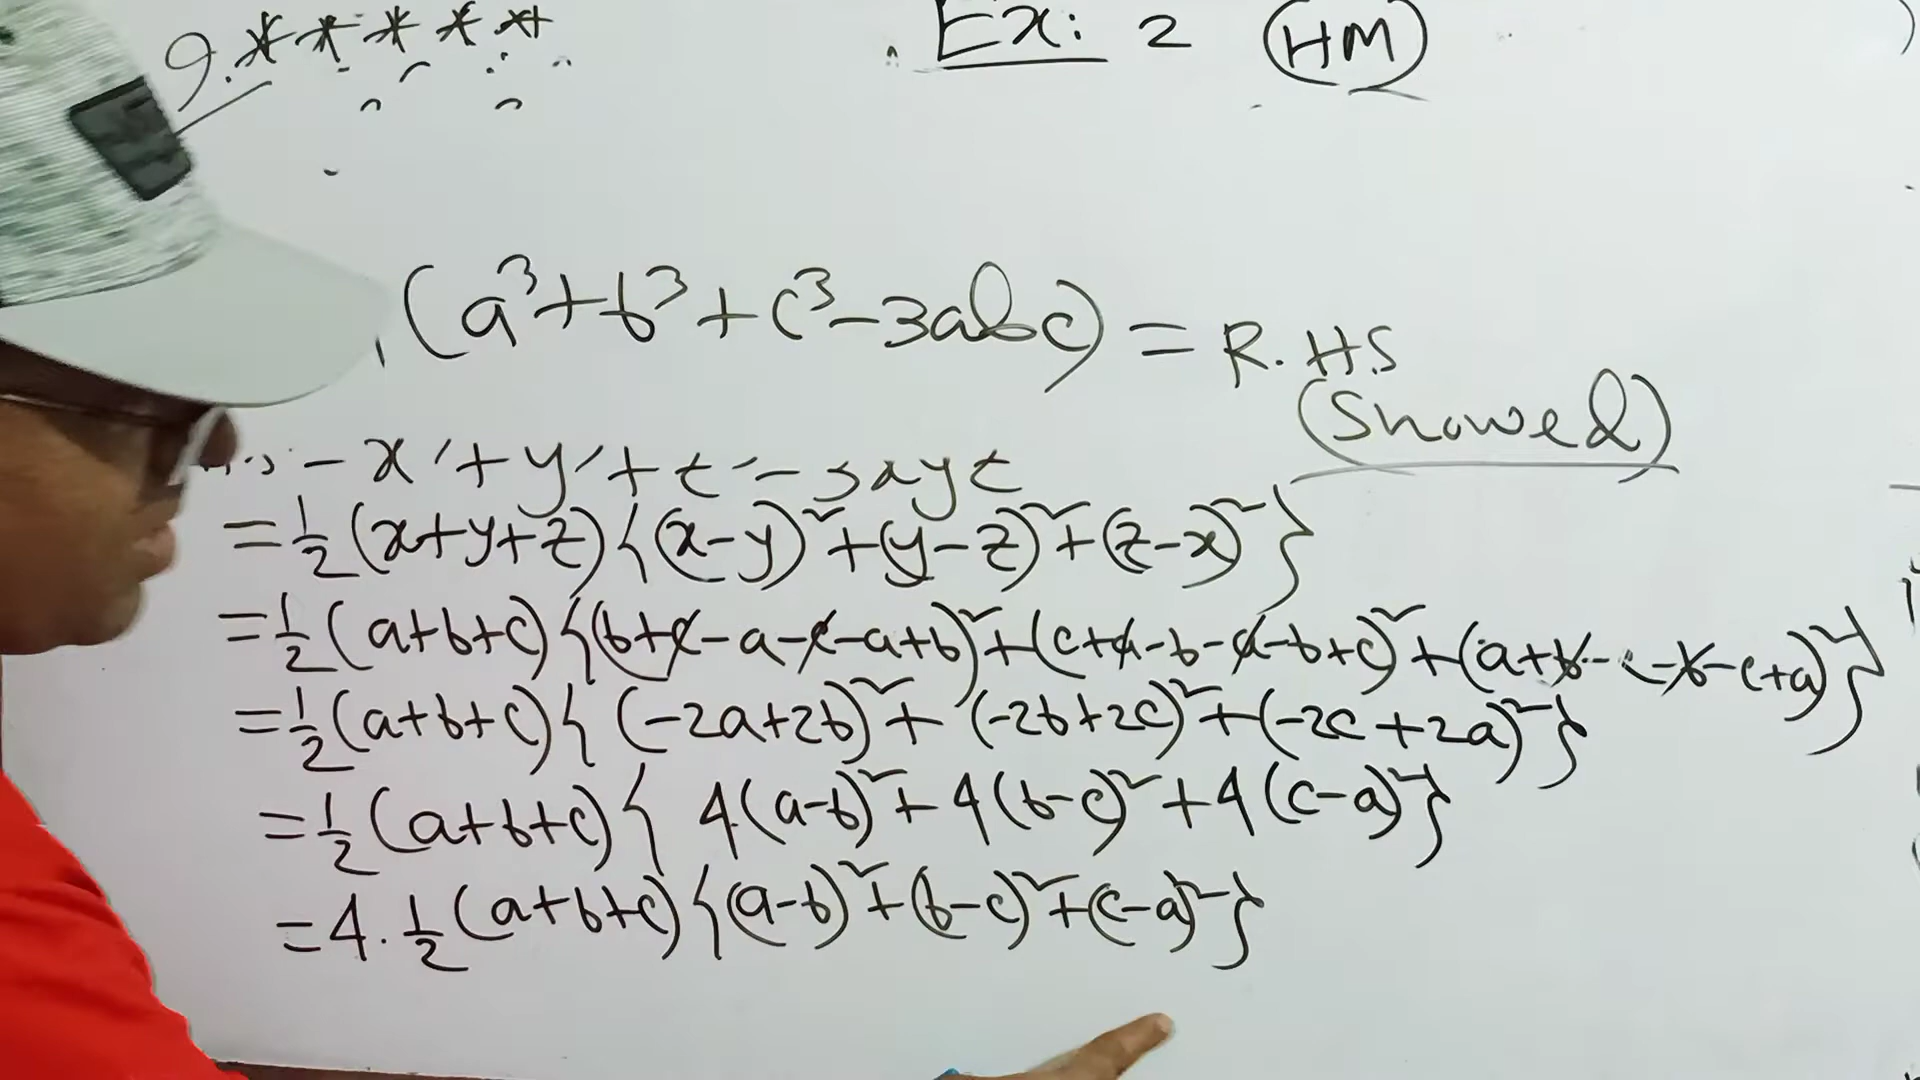 9.*****
Ex: 2 HM
(a³+b³+c³-3abc) = R.H.S
(Showed)
=½(x+y+z){(x-y)²+(y-z)²+(z-x)²}
=½(a+b+c){(b+c-a-c-a+b)²+(c+a-b-a-b+c)²+(a+b-c-b-c+a)²}
=½(a+b+c){(-2a+2b)²+(-2b+2c)²+(-2c+2a)²}
=½(a+b+c){4(a-b)²+4(b-c)²+4(c-a)²}
=4.½(a+b+c){(a-b)²+(b-c)²+(c-a)²}